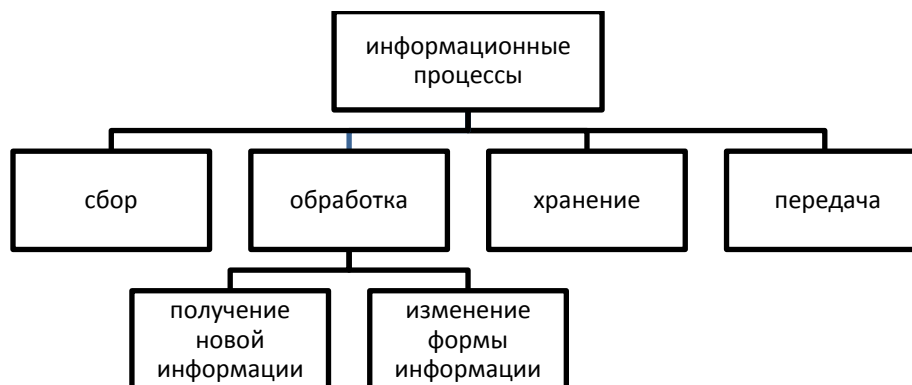 информационные
процессы
сбор
обработка
хранение
передача
получение
новой
информации
изменение
формы
информации